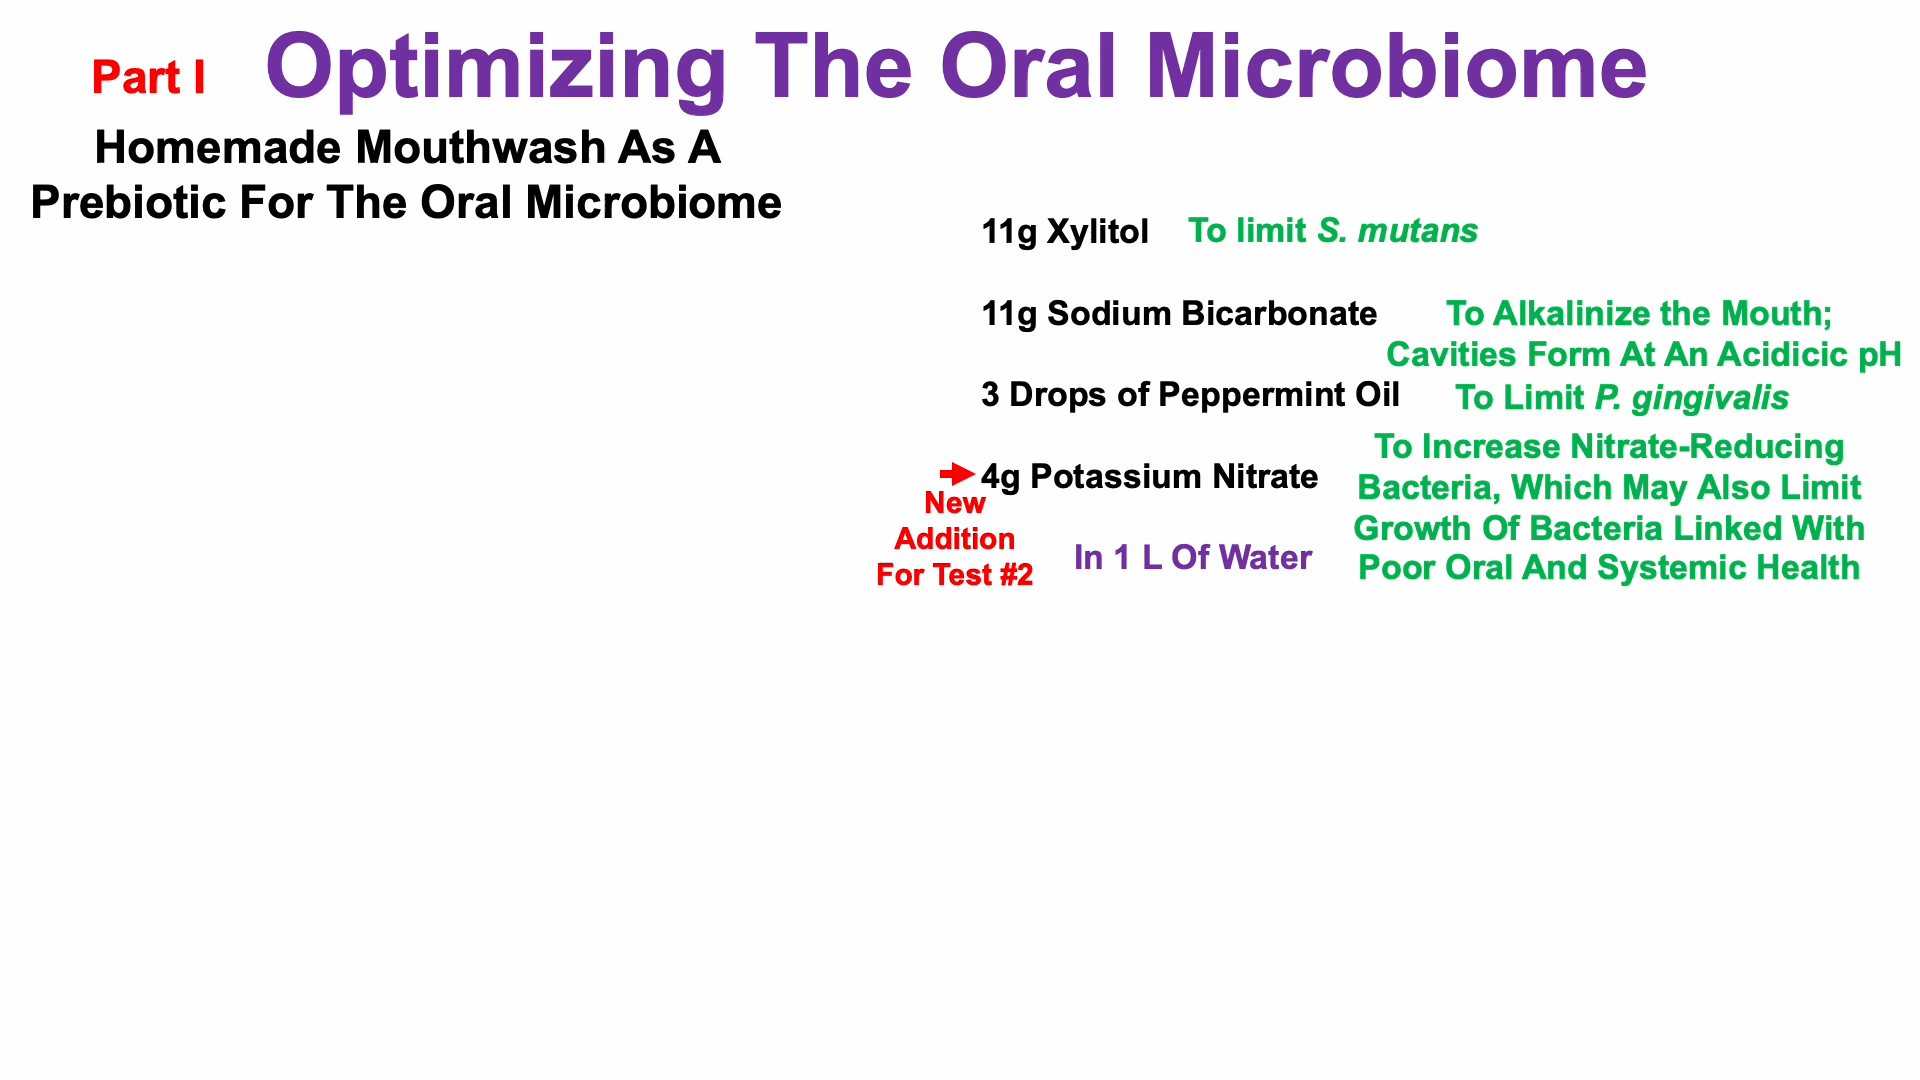 Part I
Optimizing The Oral Microbiome
Homemade Mouthwash As A
Prebiotic For The Oral Microbiome
11g Xylitol
To limit S. mutans
11g Sodium Bicarbonate
To Alkalinize the Mouth;
Cavities Form At An Acidicic pH
3 Drops of Peppermint Oil
To Limit P. gingivalis
4g Potassium Nitrate
To Increase Nitrate-Reducing
Bacteria, Which May Also Limit
Growth Of Bacteria Linked With
Poor Oral And Systemic Health
New
Addition
For Test #2
In 1 L Of Water